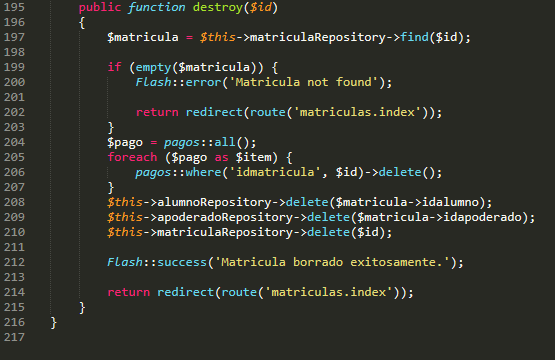 195 public function destroy($id)
196 {
197 $matricula = $this->matriculaRepository->find($id);
198
199 if (empty($matricula)) {
200 Flash::error('Matricula not found');
201
202 return redirect(route('matriculas.index'));
203 }
204 $pago = pagos::all();
205 foreach ($pago as $item) {
206 pagos::where('idmatricula', $id)->delete();
207 }
208 $this->alumnoRepository->delete($matricula->idalumno);
209 $this->apoderadoRepository->delete($matricula->idapoderado);
210 $this->matriculaRepository->delete($id);
211
212 Flash::success('Matricula borrado exitosamente.');
213
214 return redirect(route('matriculas.index'));
215 }
216 }
217